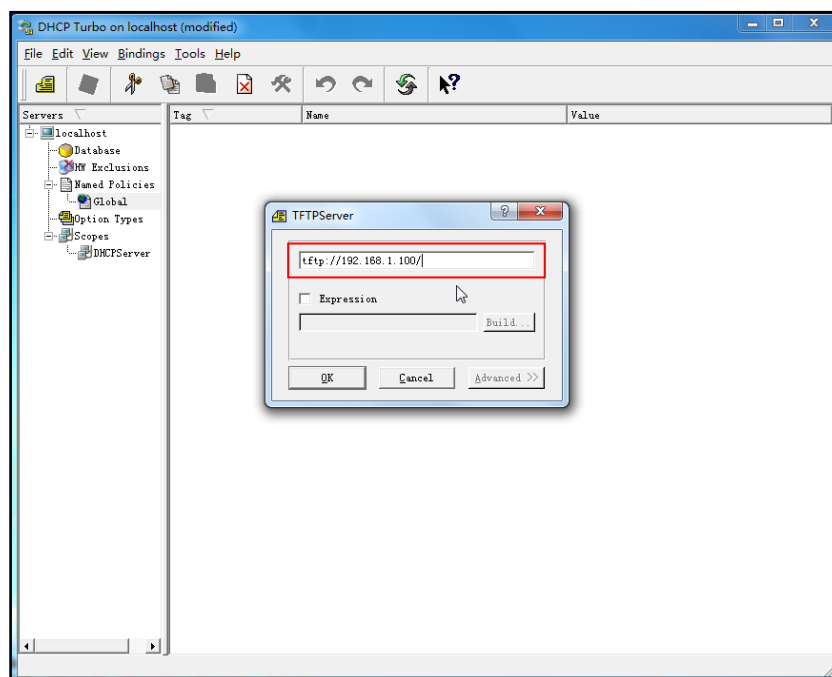 DHCP Turbo on localhost (modified)
File Edit View Bindings Tools Help
Servers
Tag
Name
Value
localhost
Database
HW Exclusions
Named Policies
Global
Option Types
Scopes
DHCPServer
TFTPServer
tftp://192.168.1.100/
Expression
Build...
OK
Cancel
Advanced >>